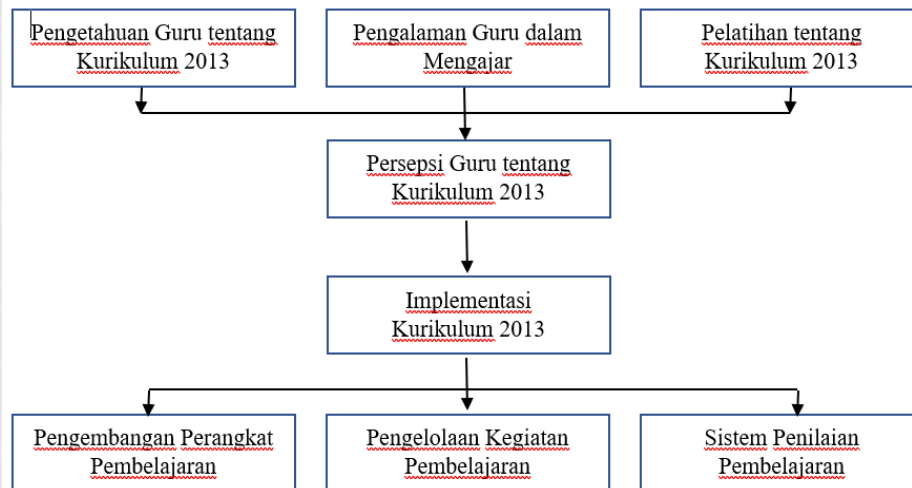 Pengetahuan Guru tentang
Kurikulum 2013
Pengalaman Guru dalam
Mengajar
Pelatihan tentang
Kurikulum 2013
Persepsi Guru tentang
Kurikulum 2013
Implementasi
Kurikulum 2013
Pengembangan Perangkat
Pembelajaran
Pengelolaan Kegiatan
Pembelajaran
Sistem Penilaian
Pembelajaran